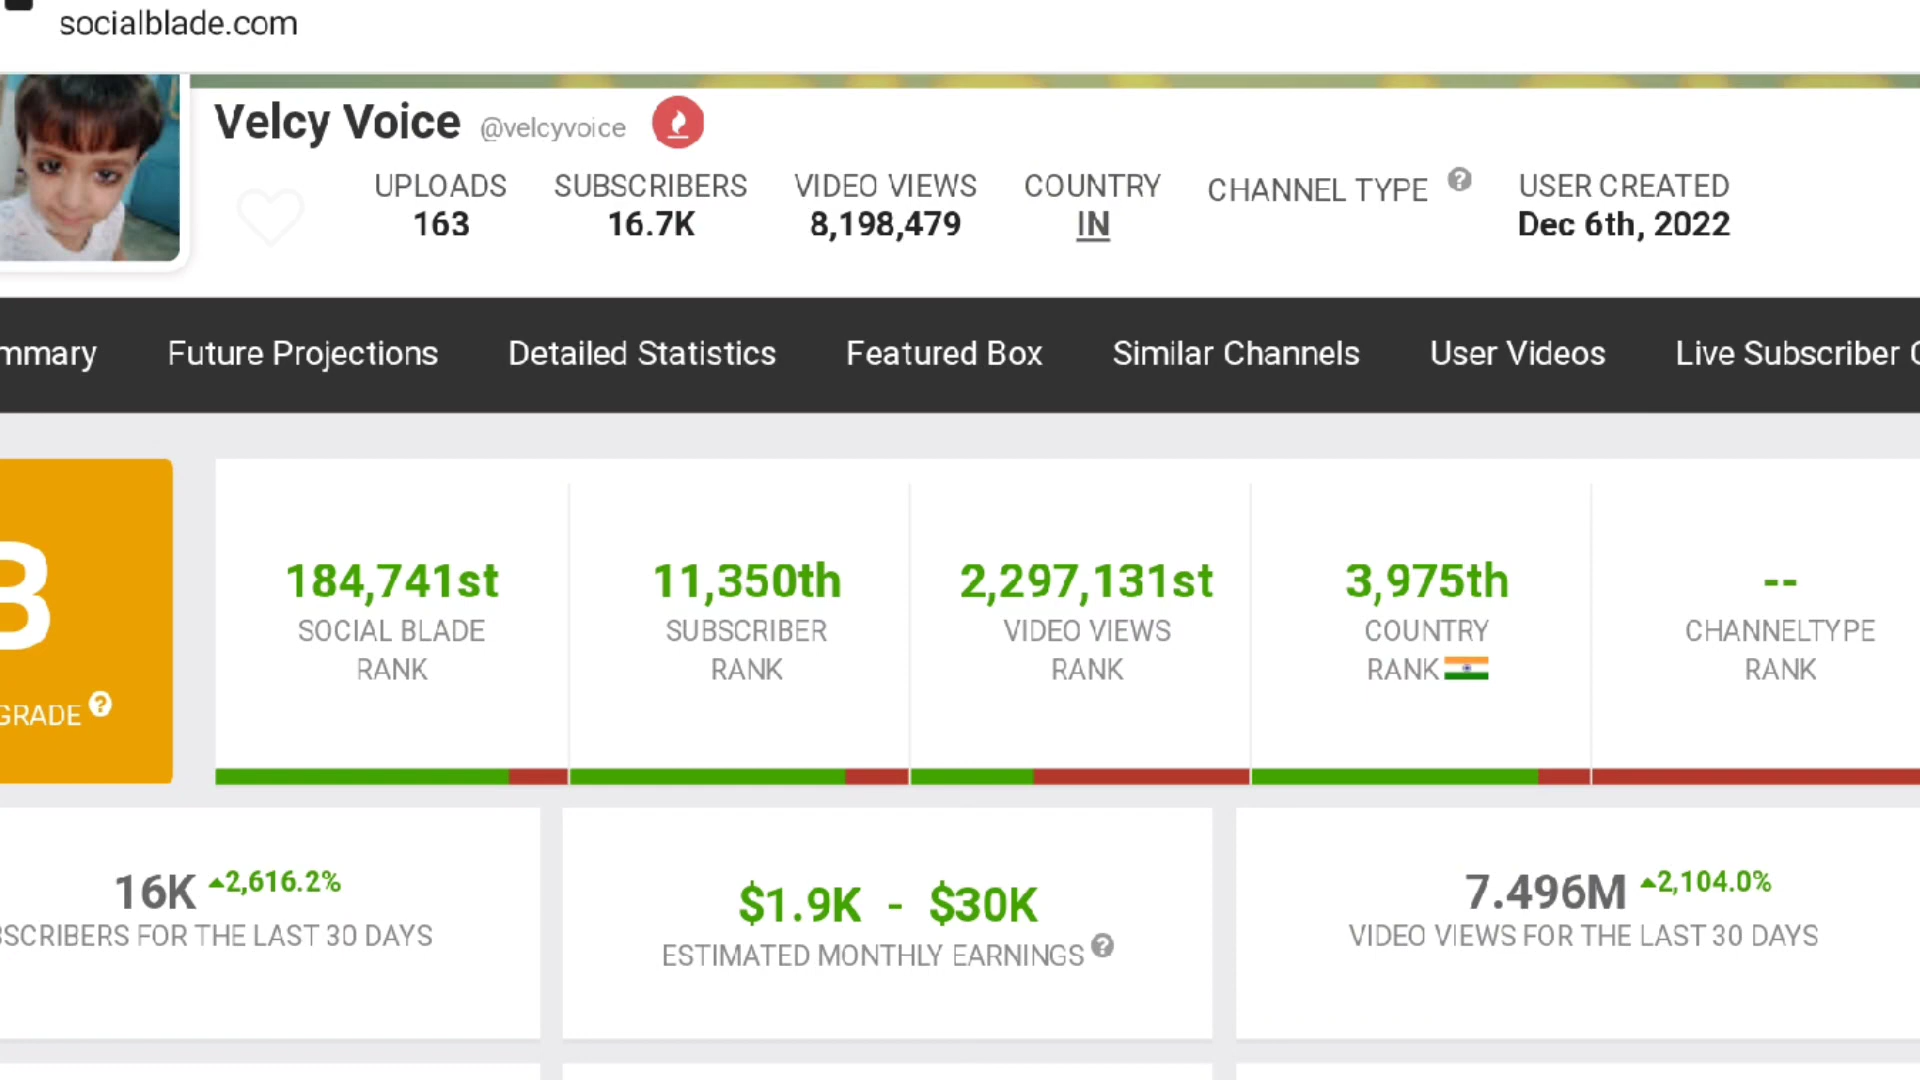 socialblade.com
Velcy Voice @velcyvoice
UPLOADS SUBSCRIBERS VIDEO VIEWS COUNTRY CHANNEL TYPE ? USER CREATED
163 16.7K 8,198,479 IN Dec 6th, 2022
mmary Future Projections Detailed Statistics Featured Box Similar Channels User Videos Live Subscriber C
B
GRADE ?
184,741st 11,350th 2,297,131st 3,975th --
SOCIAL BLADE SUBSCRIBER VIDEO VIEWS COUNTRY CHANNELTYPE
RANK RANK RANK RANK RANK
16K 2,616.2% $1.9K - $30K 7.496M 2,104.0%
BSCRIBERS FOR THE LAST 30 DAYS ESTIMATED MONTHLY EARNINGS ? VIDEO VIEWS FOR THE LAST 30 DAYS